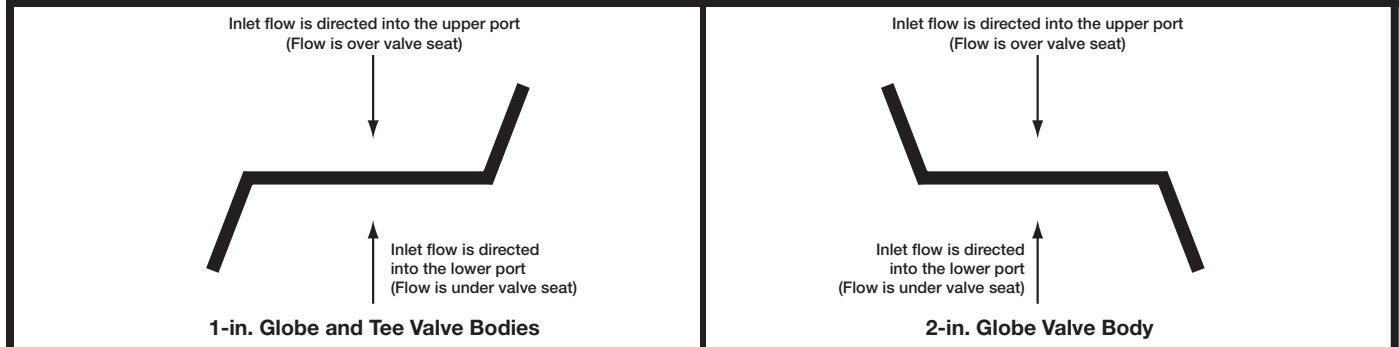 Inlet flow is directed into the upper port
(Flow is over valve seat)
Inlet flow is directed
into the lower port
(Flow is under valve seat)
1-in. Globe and Tee Valve Bodies
Inlet flow is directed into the upper port
(Flow is over valve seat)
Inlet flow is directed
into the lower port
(Flow is under valve seat)
2-in. Globe Valve Body